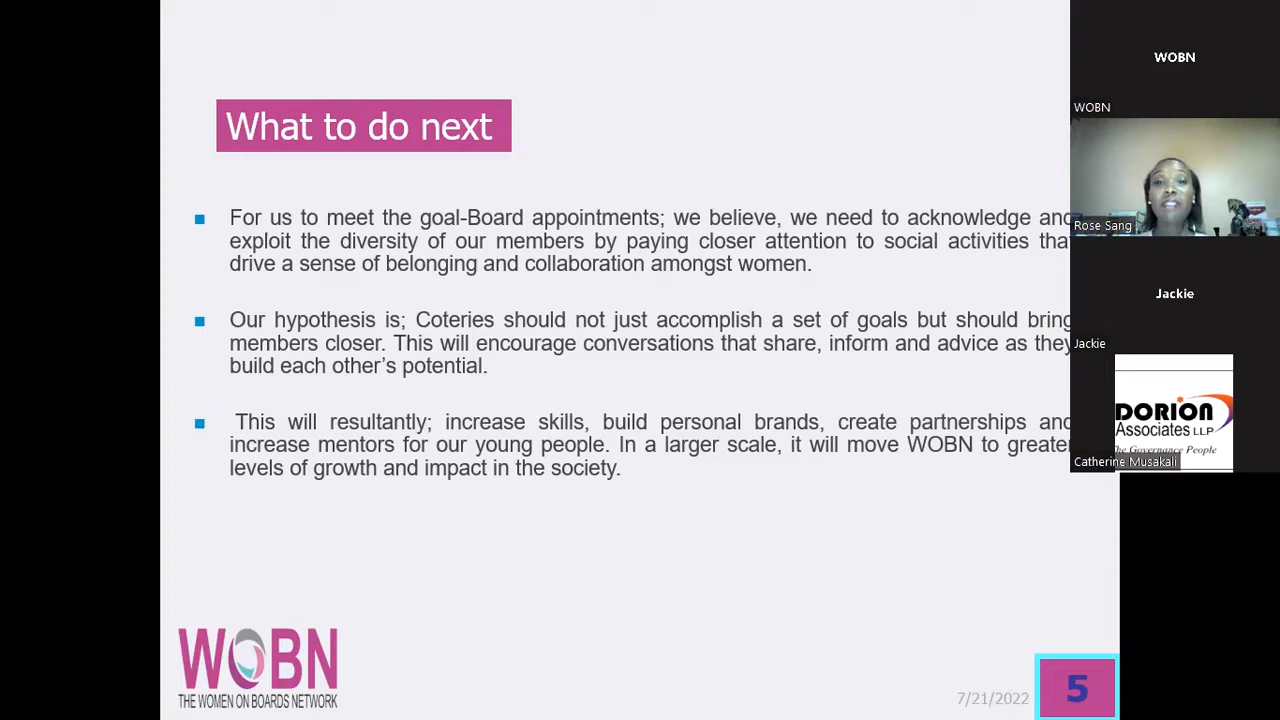 What to do next
For us to meet the goal-Board appointments; we believe, we need to acknowledge and
exploit the diversity of our members by paying closer attention to social activities that
drive a sense of belonging and collaboration amongst women.
Our hypothesis is; Coteries should not just accomplish a set of goals but should bring
members closer. This will encourage conversations that share, inform and advice as they
build each other's potential.
This will resultantly; increase skills, build personal brands, create partnerships and
increase mentors for our young people. In a larger scale, it will move WOBN to greater
levels of growth and impact in the society.
WOBN
THE WOMEN ON BOARDS NETWORK
7/21/2022
5
WOBN
WOBN
Rose Sang
Jackie
Jackie
DORION
Associates LLP
The Governance People
Catherine Musakali